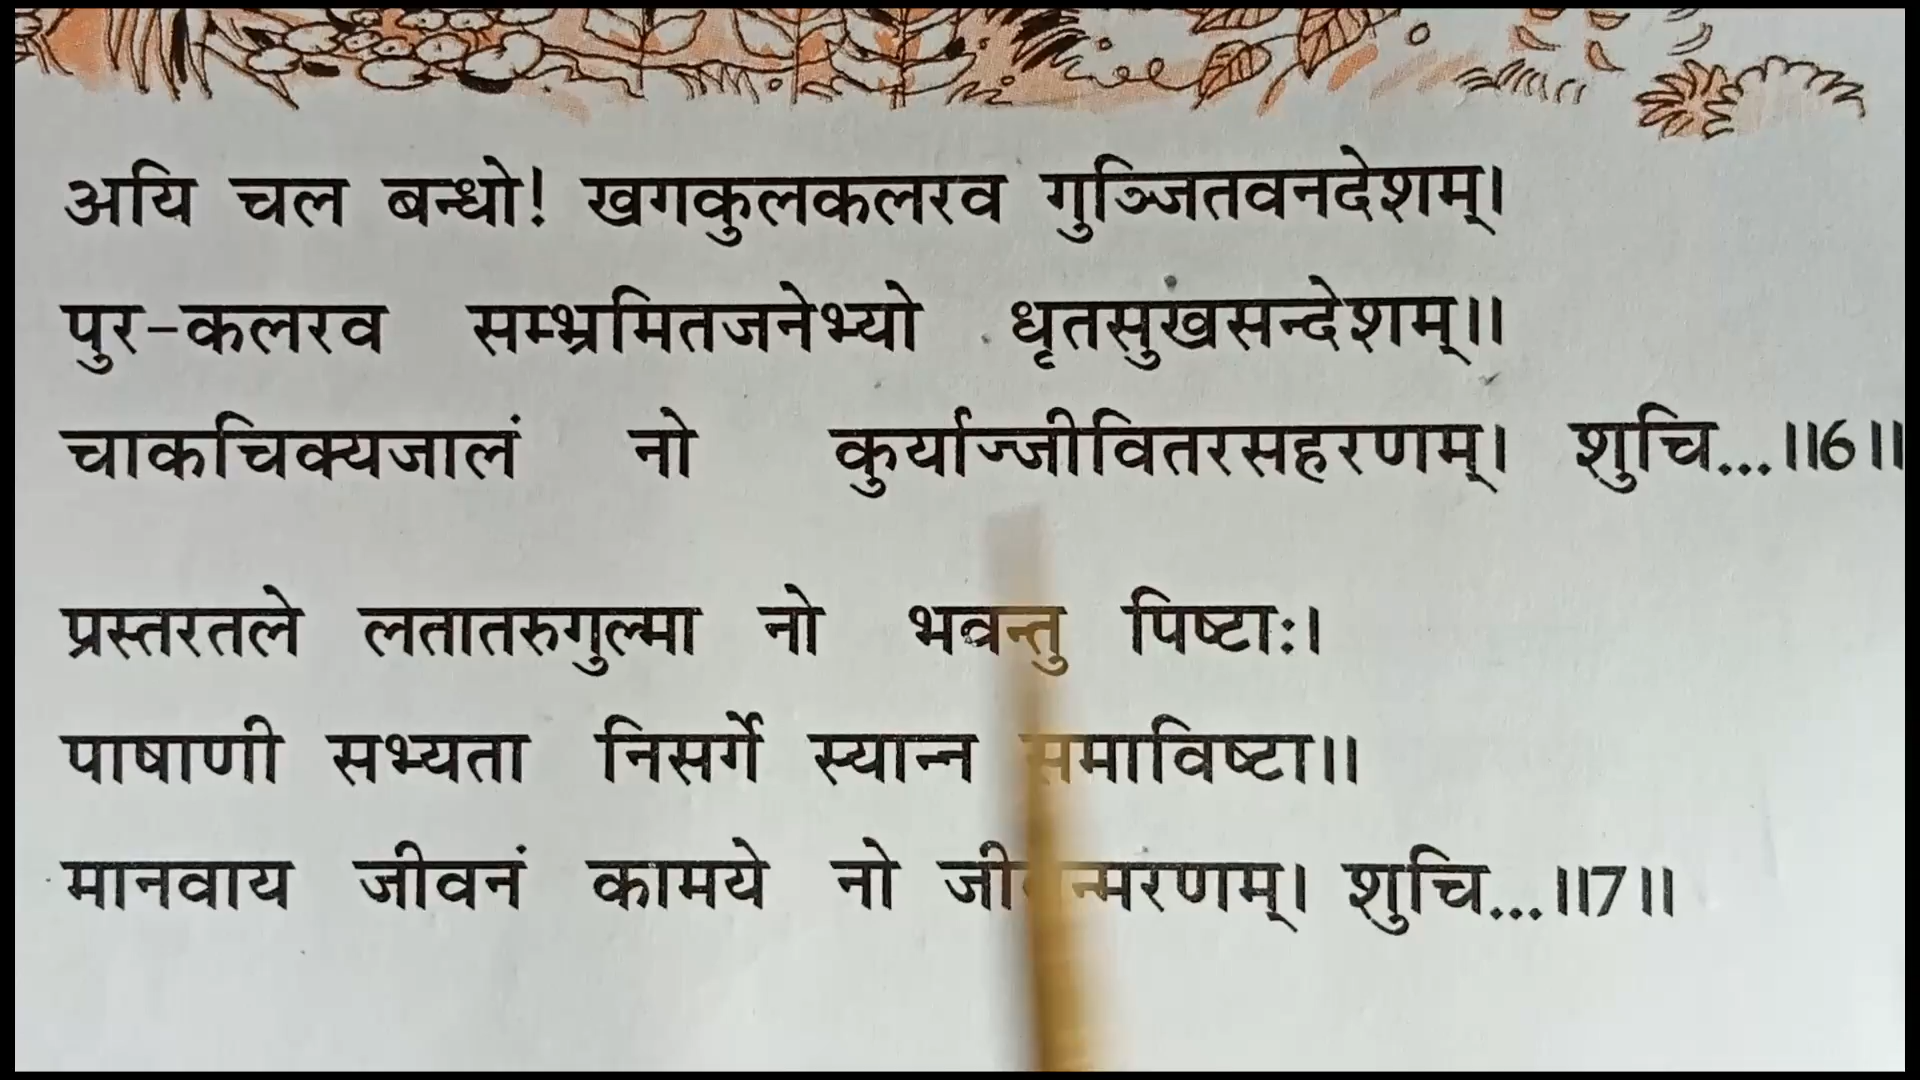 अयि चल बन्धो! खगकुलकलरव गुञ्जितवनदेशम्।
पुर-कलरव सम्भ्रमितजनेभ्यो धृतसुखसन्देशम्॥
चाकचिक्यजालं नो कुर्याज्जीवितरसहरणम्। शुचि...॥6॥
प्रस्तरतले लतातरुगुल्मा नो भवन्तु पिष्टाः।
पाषाणी सभ्यता निसर्गे स्यान्न समाविष्टा॥
मानवाय जीवनं कामये नो जीवन्मरणम्। शुचि...॥7॥